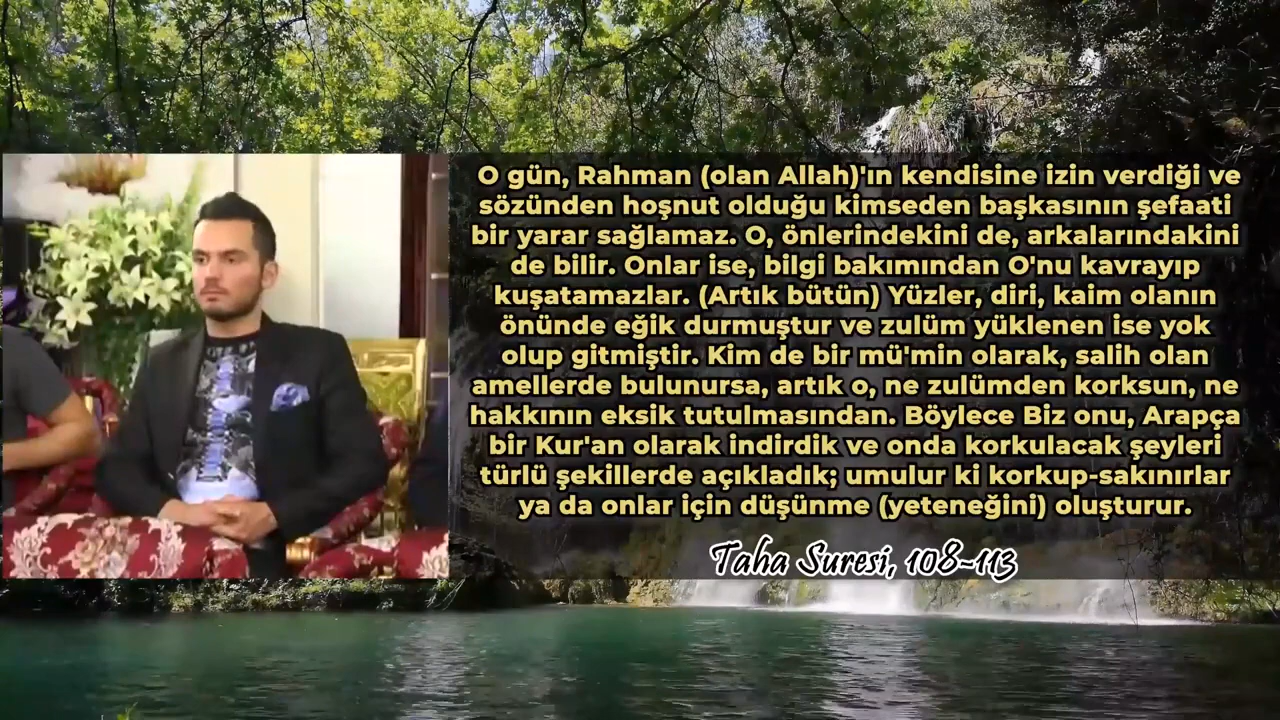 O gün, Rahman (olan Allah)'ın kendisine izin verdiği ve
sözünden hoşnut olduğu kimseden başkasının şefaati
bir yarar sağlamaz. O, önlerindekini de, arkalarındakini
de bilir. Onlar ise, bilgi bakımından O'nu kavrayıp
kuşatamazlar. (Artık bütün) Yüzler, diri, kaim olanın
önünde eğik durmuştur ve zulüm yüklenen ise yok
olup gitmiştir. Kim de bir mü'min olarak, salih olan
amellerde bulunursa, artık o, ne zulümden korksun, ne
hakkının eksik tutulmasından. Böylece Biz onu, Arapça
bir Kur'an olarak indirdik ve onda korkulacak şeyleri
türlü şekillerde açıkladık; umulur ki korkup-sakınırlar
ya da onlar için düşünme (yeteneğini) oluşturur.
Taha Suresi, 108-113